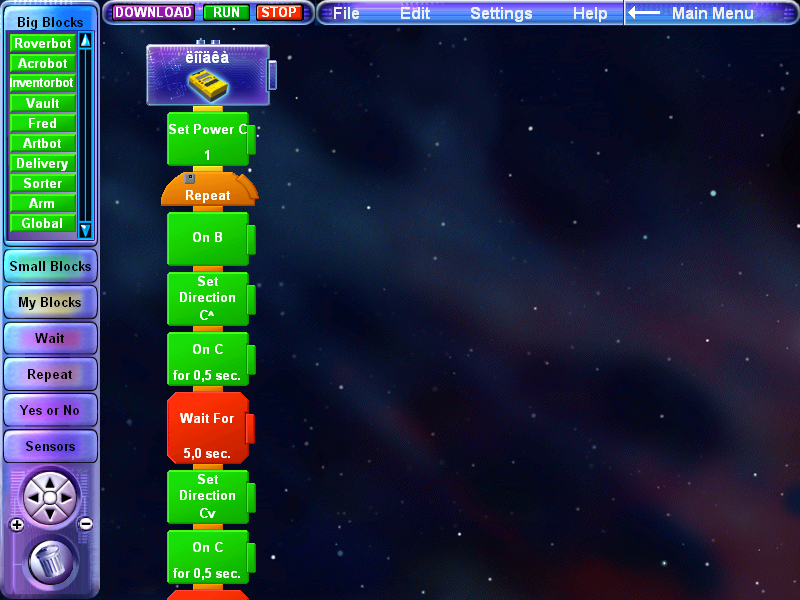 Big Blocks
Roverbot
Acrobot
Inventorbot
Vault
Fred
Artbot
Delivery
Sorter
Arm
Global
Small Blocks
My Blocks
Wait
Repeat
Yes or No
Sensors
DOWNLOAD
RUN
STOP
File
Edit
Settings
Help
Main Menu
ëîïäêà
Set Power C
1
Repeat
On B
Set
Direction
C^
On C
for 0,5 sec.
Wait For
5,0 sec.
Set
Direction
Cv
On C
for 0,5 sec.